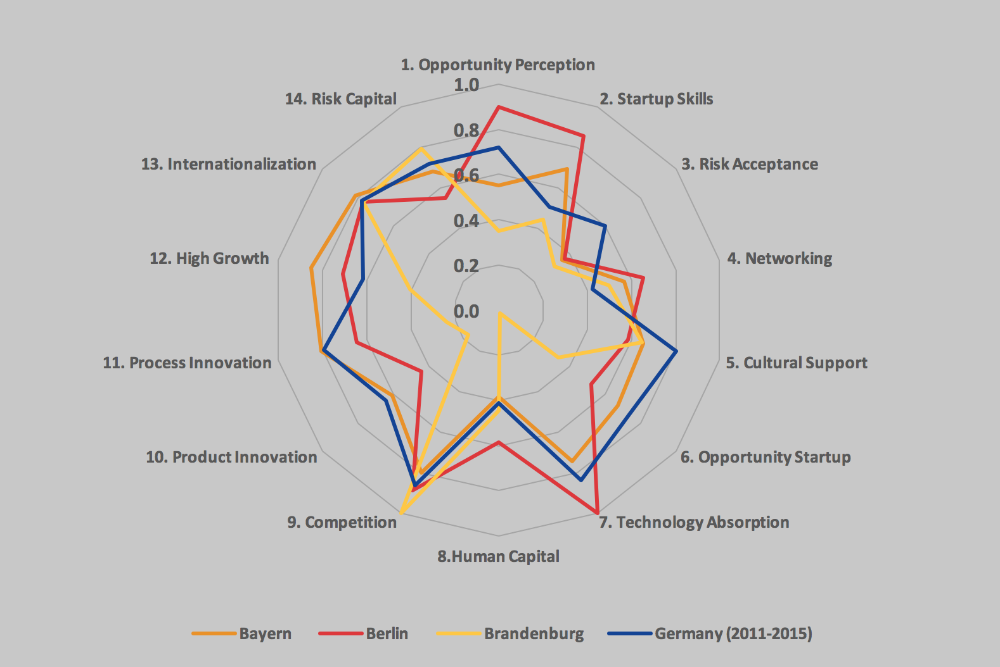 1. Opportunity Perception
1.0
14. Risk Capital
2. Startup Skills
0.8
13. Internationalization
3. Risk Acceptance
0.6
0.4
12. High Growth
4. Networking
0.2
0.0
11. Process Innovation
5. Cultural Support
10. Product Innovation
6. Opportunity Startup
9. Competition
7. Technology Absorption
8.Human Capital
Bayern Berlin Brandenburg Germany (2011-2015)